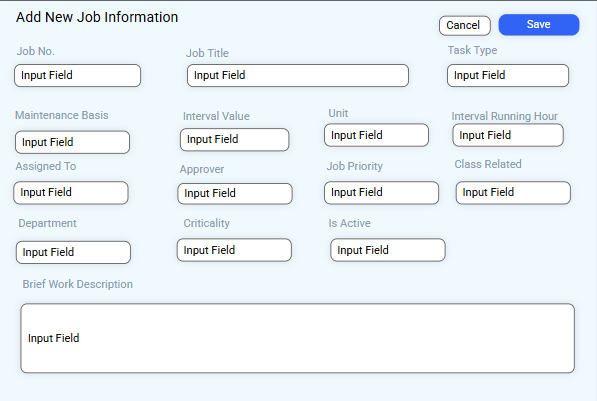 Add New Job Information
Cancel
Save
Job No.
Job Title
Task Type
Input Field
Input Field
Input Field
Maintenance Basis
Interval Value
Unit
Interval Running Hour
Input Field
Input Field
Input Field
Input Field
Assigned To
Approver
Job Priority
Class Related
Input Field
Input Field
Input Field
Input Field
Department
Criticality
Is Active
Input Field
Input Field
Input Field
Brief Work Description
Input Field